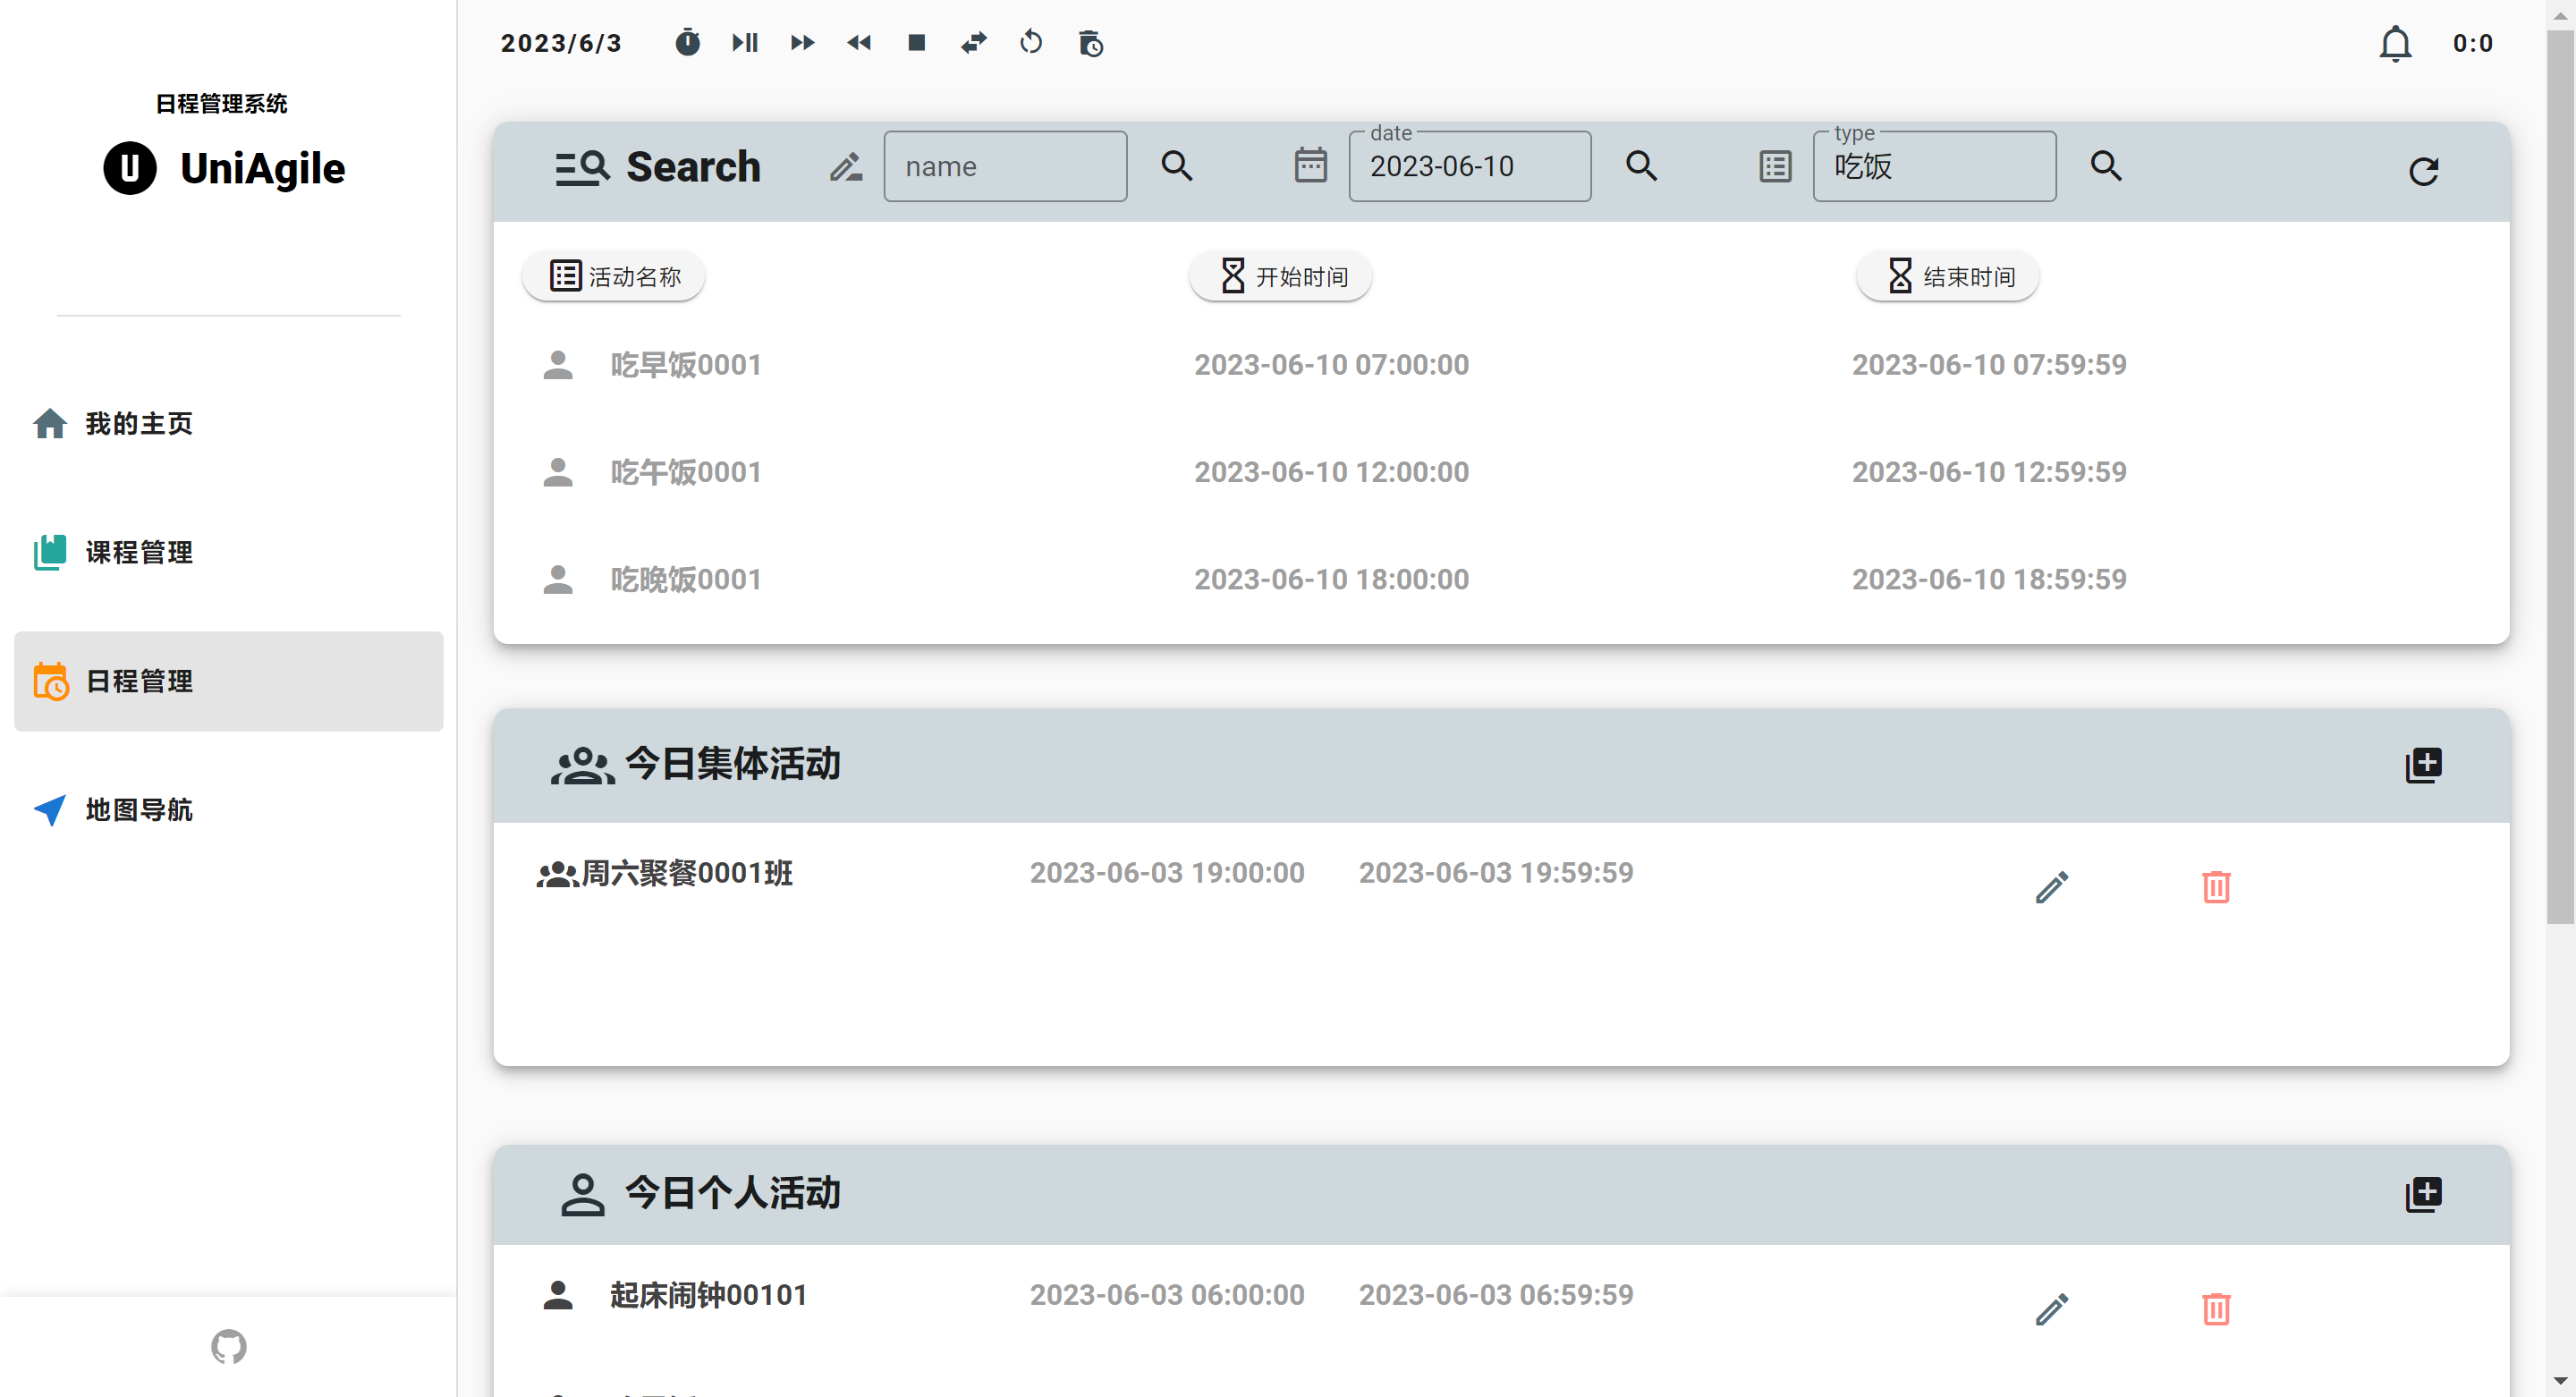 2023/6/3
0:0
日程管理系统
U UniAgile
我的主页
课程管理
日程管理
地图导航
Search
name
date
2023-06-10
type
吃饭
活动名称 开始时间 结束时间
吃早饭0001 2023-06-10 07:00:00 2023-06-10 07:59:59
吃午饭0001 2023-06-10 12:00:00 2023-06-10 12:59:59
吃晚饭0001 2023-06-10 18:00:00 2023-06-10 18:59:59
今日集体活动
周六聚餐0001班 2023-06-03 19:00:00 2023-06-03 19:59:59
今日个人活动
起床闹钟00101 2023-06-03 06:00:00 2023-06-03 06:59:59